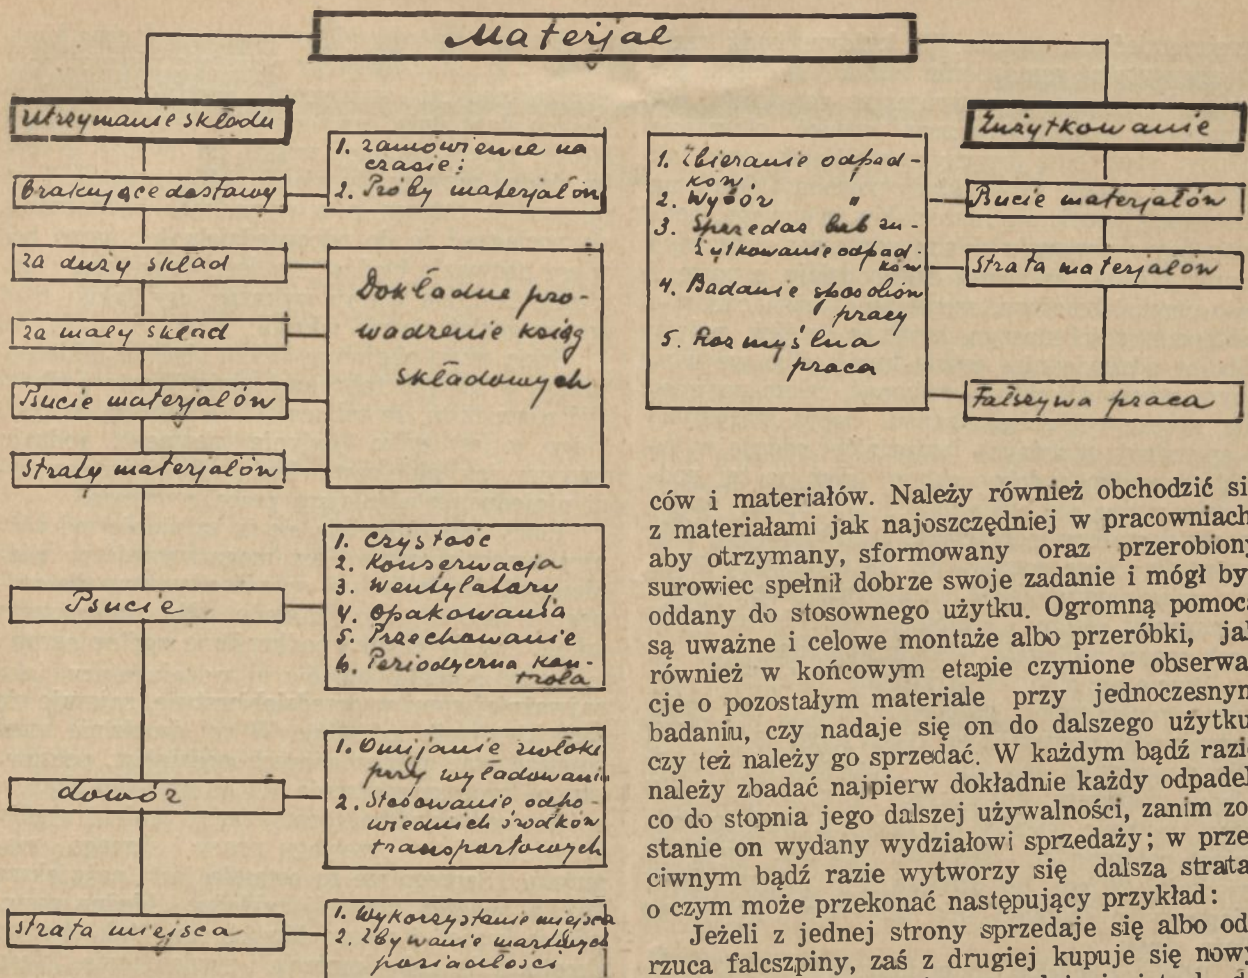 Materjał
Utrzymanie składu
Brakujące dostawy
1. Zamówienie na
czasie;
2. Próby materjałów
za duży skład
za mały skład
Psucie materjałów
Straty materjałów
Dokładne pro-
wadzenie ksiąg
składowych
Psucie
1. Czystość
2. Konserwacja
3. Wentylatory
4. Opakowania
5. Przechowanie
6. Periodyczna kon-
trola
dowóz
1. Omijanie zwłoki
przy wyładowaniu
2. Stosowanie odpo-
wiednich środków
transportowych
strata miejsca
1. Wykorzystanie miejsca
2. Zbywanie martwych
posiadłości
Zużytkowanie
1. Zbieranie odpad-
ków,
2. Wybór "
3. Sprzedaż lub zu-
żytkowanie odpad-
ków
4. Badanie sposobów
pracy
5. Rozmyślna
praca
Psucie materjałów
Strata materjałów
Fałszywa praca
ców i materiałów. Należy również obchodzić si
z materiałami jak najoszczędniej w pracowniach
aby otrzymany, sformowany oraz przerobiony
surowiec spełnił dobrze swoje zadanie i mógł by
oddany do stosownego użytku. Ogromną pomocą
są uważne i celowe montaże albo przeróbki, jak
również w końcowym etapie czynione obserwa
cje o pozostałym materiale przy jednoczesnym
badaniu, czy nadaje się on do dalszego użytku
czy też należy go sprzedać. W każdym bądź razie
należy zbadać najpierw dokładnie każdy odpadek
co do stopnia jego dalszej używalności, zanim zo
stanie on wydany wydziałowi sprzedaży; w prze
ciwnym bądź razie wytworzy się dalsza strata
o czym może przekonać następujący przykład:
Jeżeli z jednej strony sprzedaje się albo od
rzuca falcszpiny, zaś z drugiej kupuje się nowy